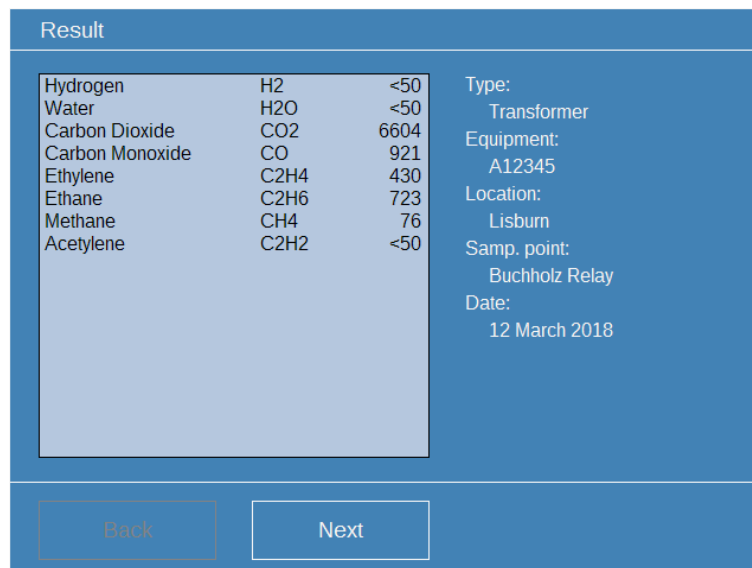 Result
Hydrogen H2 <50
Water H2O <50
Carbon Dioxide CO2 6604
Carbon Monoxide CO 921
Ethylene C2H4 430
Ethane C2H6 723
Methane CH4 76
Acetylene C2H2 <50
Type:
Transformer
Equipment:
A12345
Location:
Lisburn
Samp. point:
Buchholz Relay
Date:
12 March 2018
Back
Next